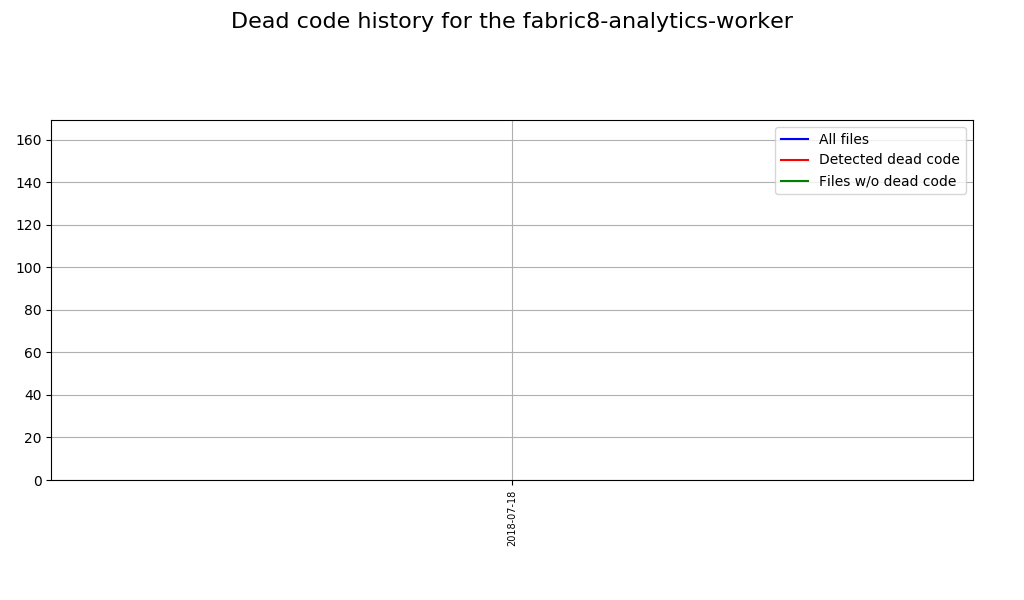 Dead code history for the fabric8-analytics-worker
160
140
120
100
80
60
40
20
0
All files
Detected dead code
Files w/o dead code
2018-07-18